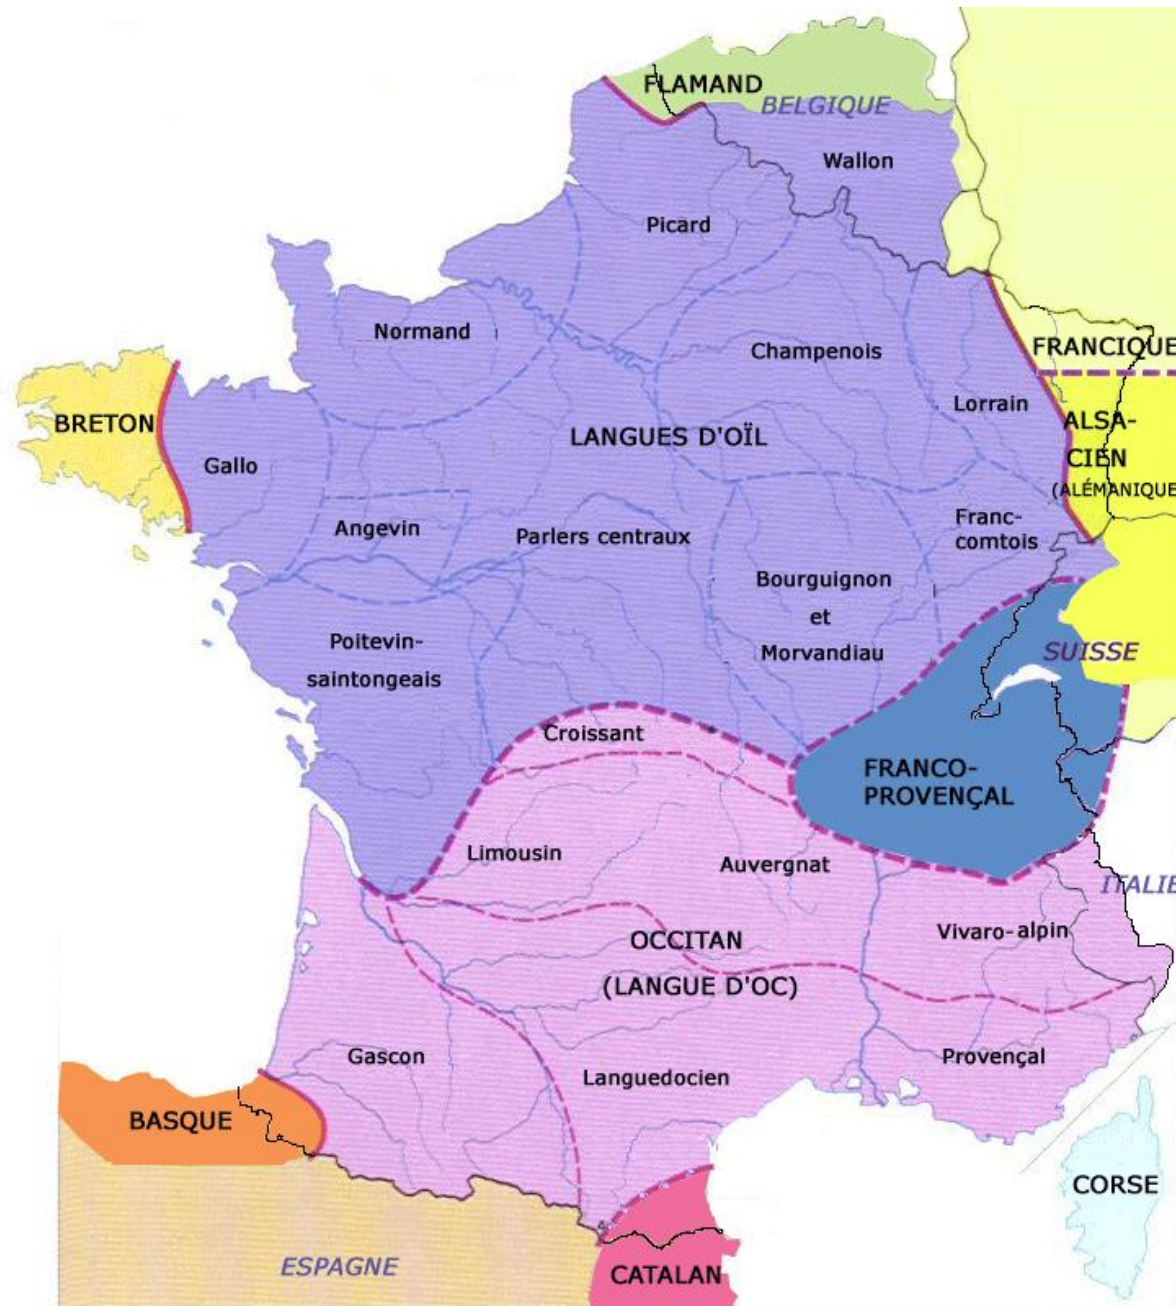 FLAMAND
BELGIQUE
Wallon
Picard
Normand
Champenois
FRANCIQUE
Lorrain
BRETON
ALSA-
CIEN
(ALÉMANIQUE
LANGUES D'OÏL
Gallo
Angevin
Parlers centraux
Franc-
comtois
Bourguignon
et
Morvandiau
Poitevin-
saintongeais
SUISSE
Croissant
FRANCO-
PROVENÇAL
Limousin
Auvergnat
ITALIE
OCCITAN
(LANGUE D'OC)
Vivaro-alpin
Gascon
Languedocien
Provençal
BASQUE
CORSE
ESPAGNE
CATALAN